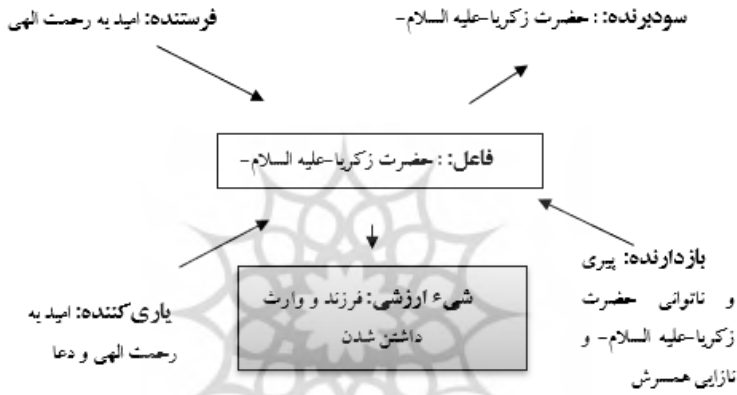 سودبرنده: : حضرت زکریا-علیه السلام-
فرستنده: امید به رحمت الهی
فاعل: : حضرت زکریا-علیه السلام-
بازدارنده: پیری
و ناتوانی حضرت
زکریا-علیه السلام- و
نازایی همسرش
شیء ارزشی: فرزند و وارث
داشتن شدن
یاری‌کننده: امید به
رحمت الهی و دعا